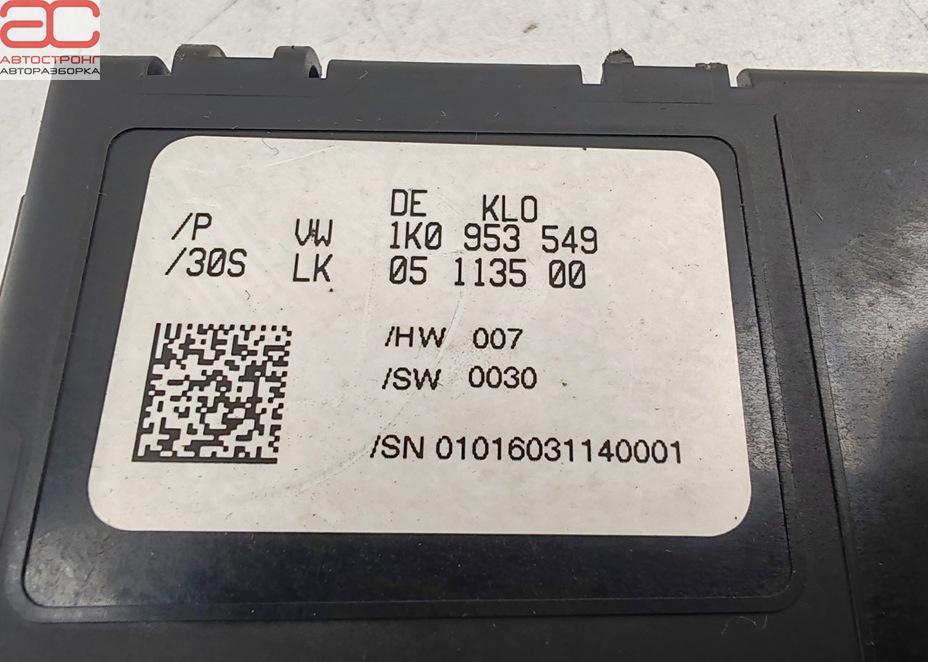 АС
АВТОСТРОНГ
АВТОРАЗБОРКА
DE KLO
/P VW 1K0 953 549
/30S LK 05 1135 00
/HW 007
/SW 0030
/SN 01016031140001